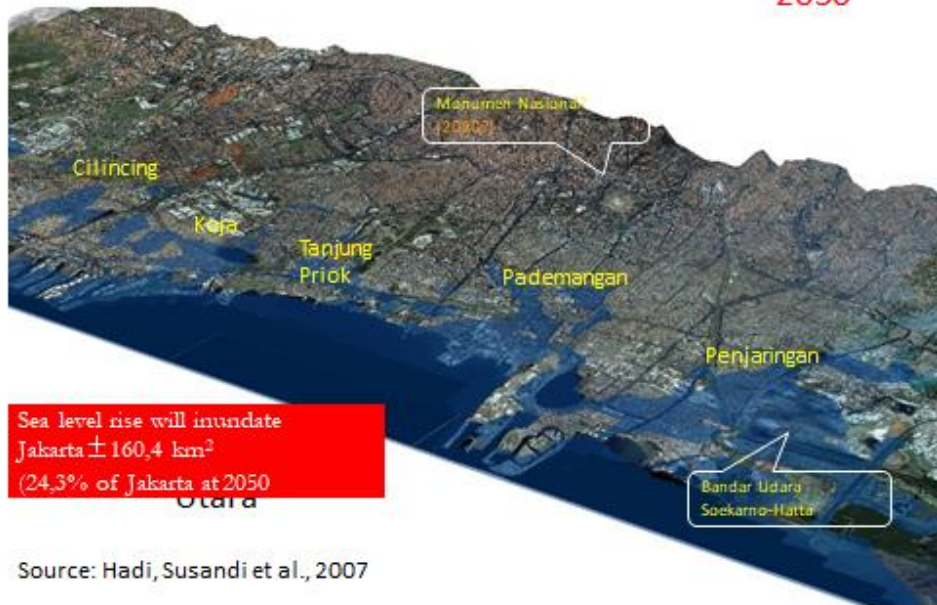 2050
Monumen Nasional
Cilincing
Koja
Tanjung
Priok
Pademangan
Penjaringan
Sea level rise will inundate
Jakarta ± 160,4 km²
(24,3% of Jakarta at 2050
Utara
Bandar Udara
Soekarno-Hatta
Source: Hadi, Susandi et al., 2007